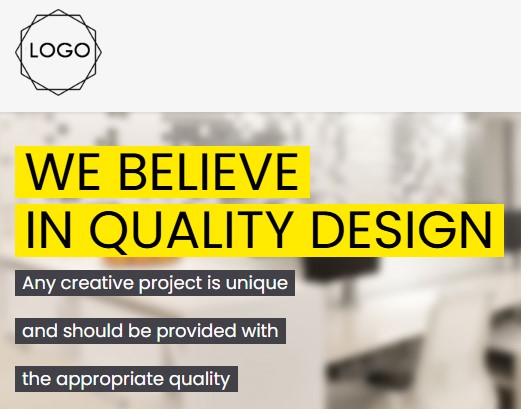 LOGO
WE BELIEVE
IN QUALITY DESIGN
Any creative project is unique
and should be provided with
the appropriate quality